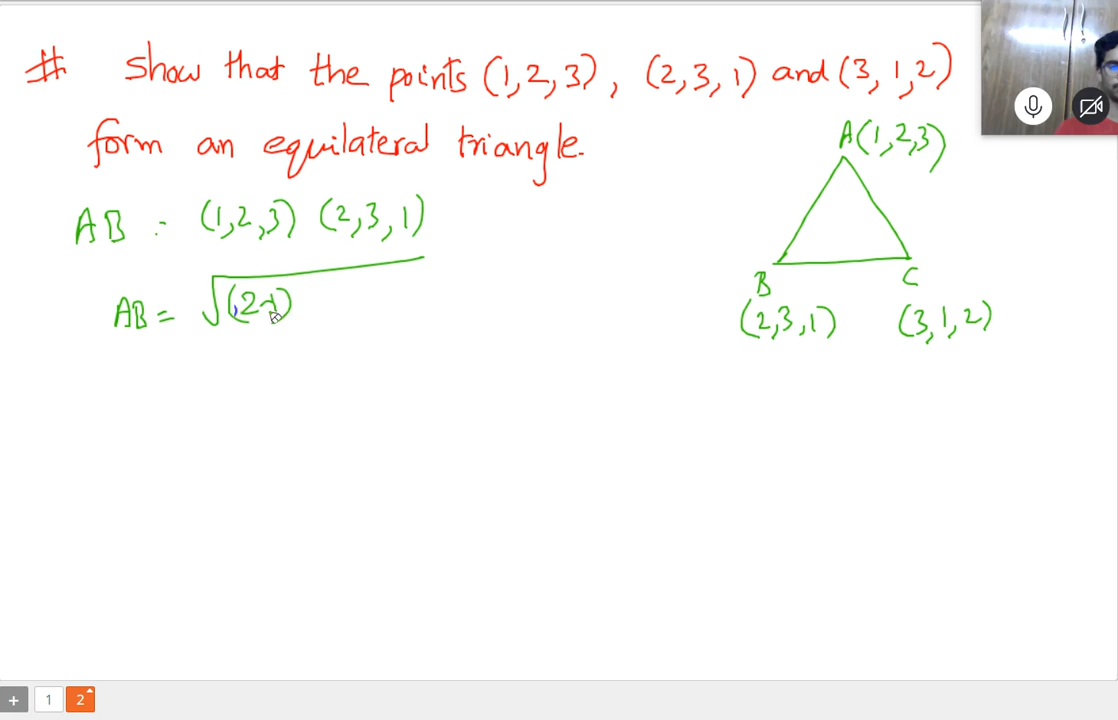 # Show that the points (1,2,3), (2,3,1) and (3,1,2)
form an equilateral triangle.
A(1,2,3)
AB : (1,2,3) (2,3,1)
B C
AB = √(2-1)
(2,3,1) (3,1,2)
+ 1 2